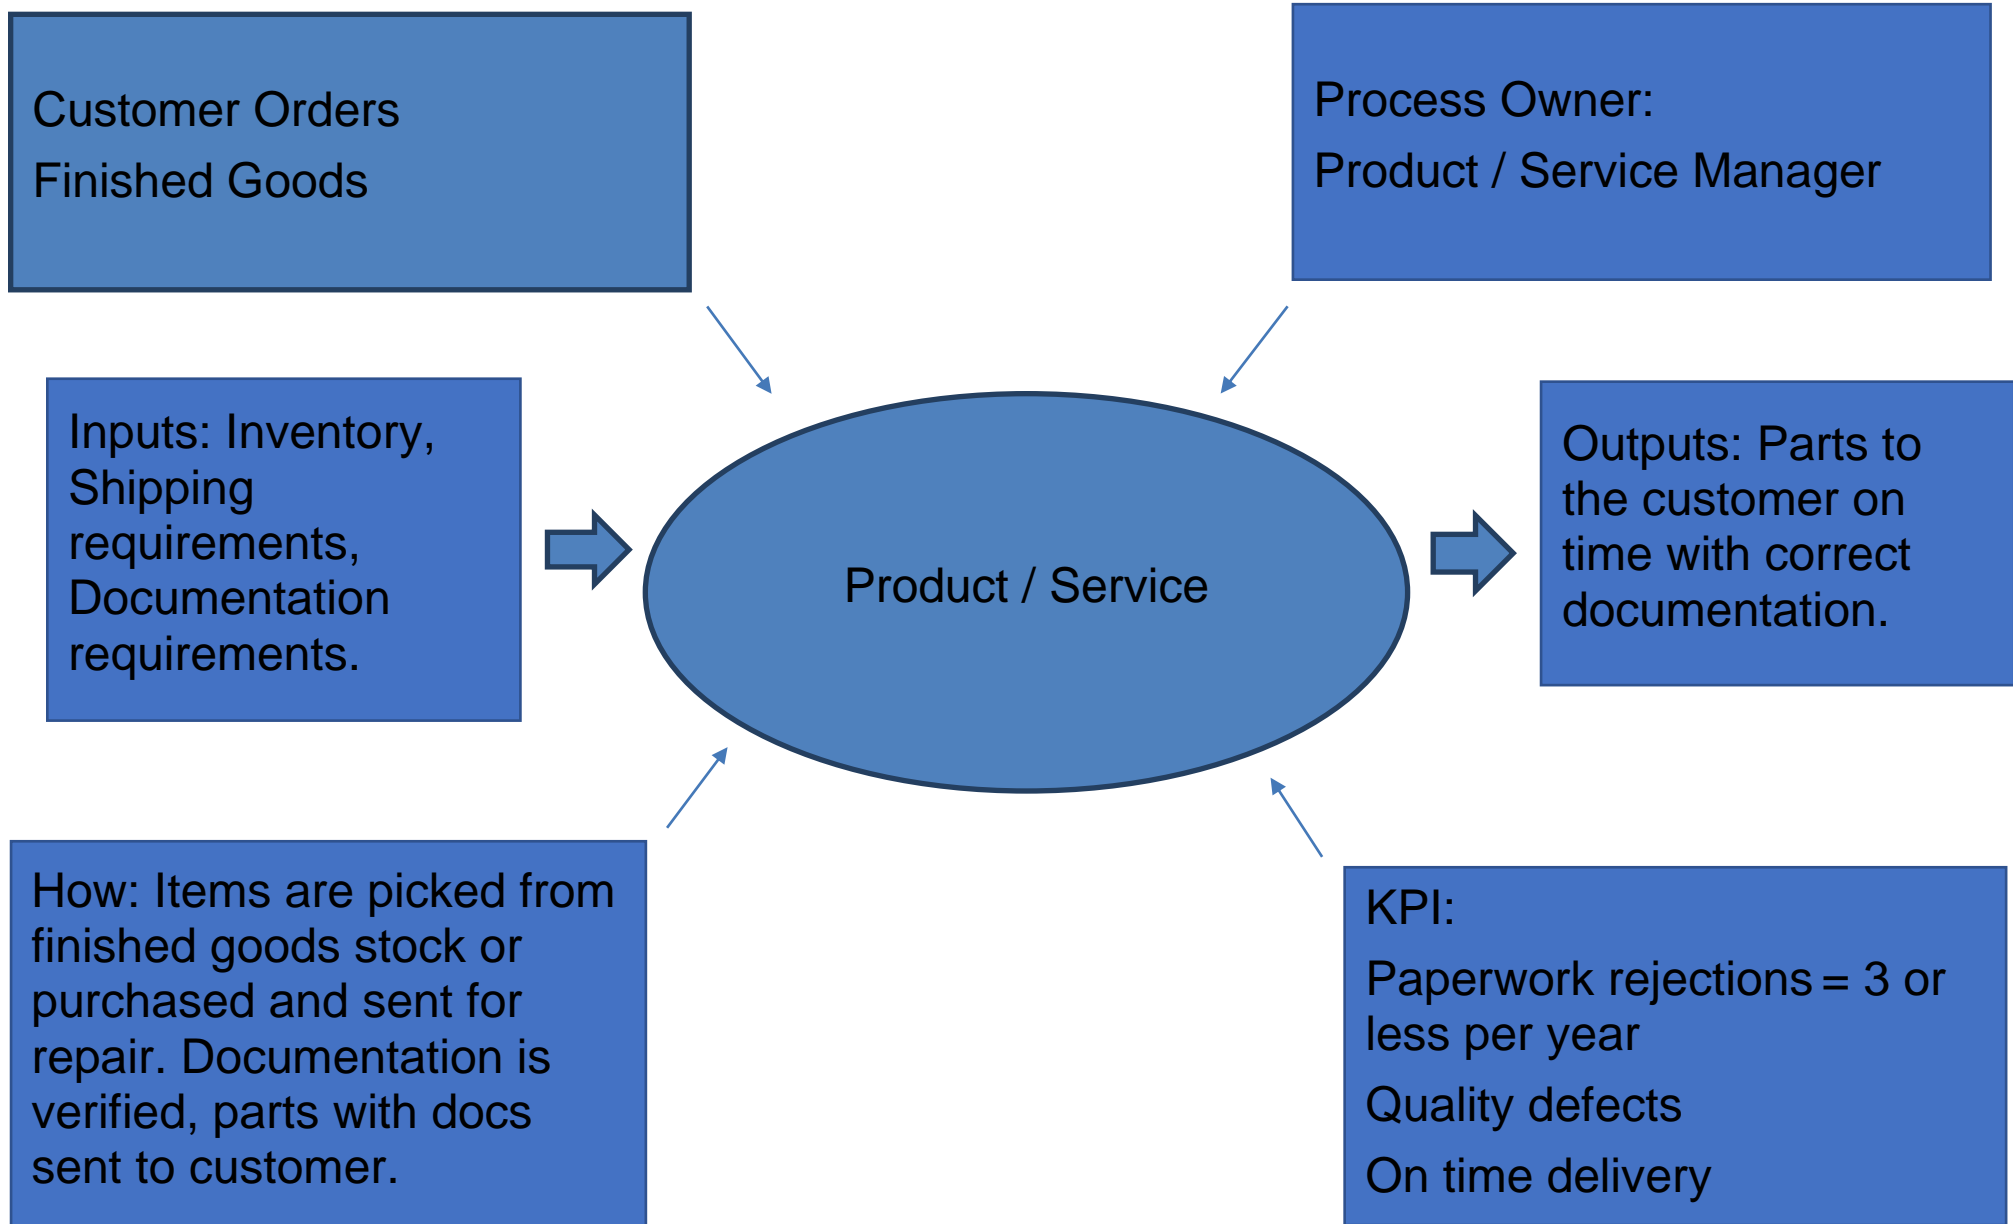 Customer Orders
Finished Goods
Process Owner:
Product / Service Manager
Inputs: Inventory,
Shipping
requirements,
Documentation
requirements.
Product / Service
Outputs: Parts to
the customer on
time with correct
documentation.
How: Items are picked from
finished goods stock or
purchased and sent for
repair. Documentation is
verified, parts with docs
sent to customer.
KPI:
Paperwork rejections = 3 or
less per year
Quality defects
On time delivery